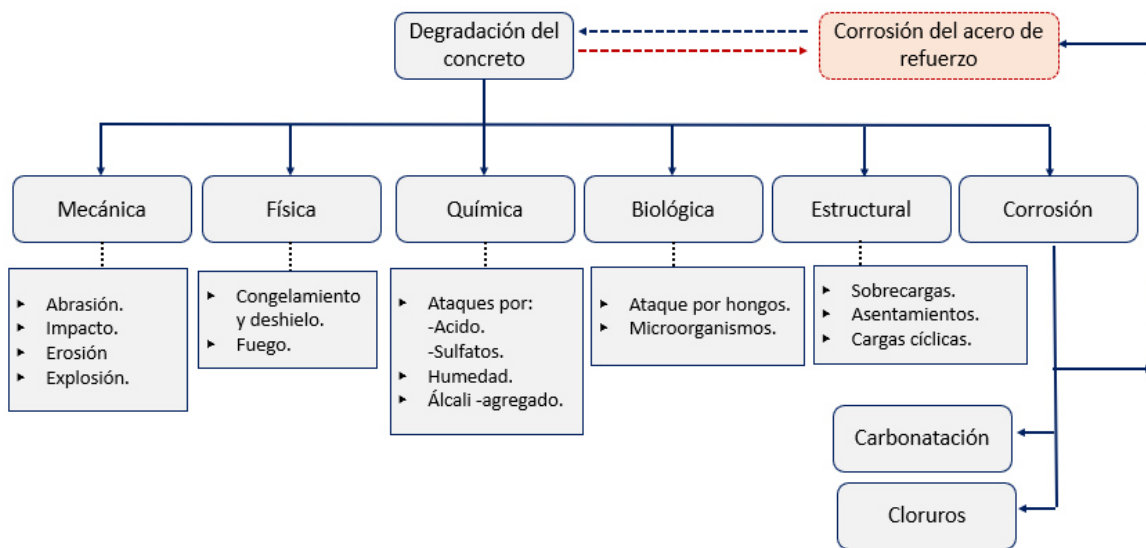 Degradación del
concreto
Corrosión del acero de
refuerzo
Mecánica
Física
Química
Biológica
Estructural
Corrosión
Abrasión.
Impacto.
Erosión
Explosión.
Congelamiento
y deshielo.
Fuego.
Ataques por:
-Acido.
-Sulfatos.
Humedad.
Álcali -agregado.
Ataque por hongos.
Microorganismos.
Sobrecargas.
Asentamientos.
Cargas cíclicas.
Carbonatación
Cloruros